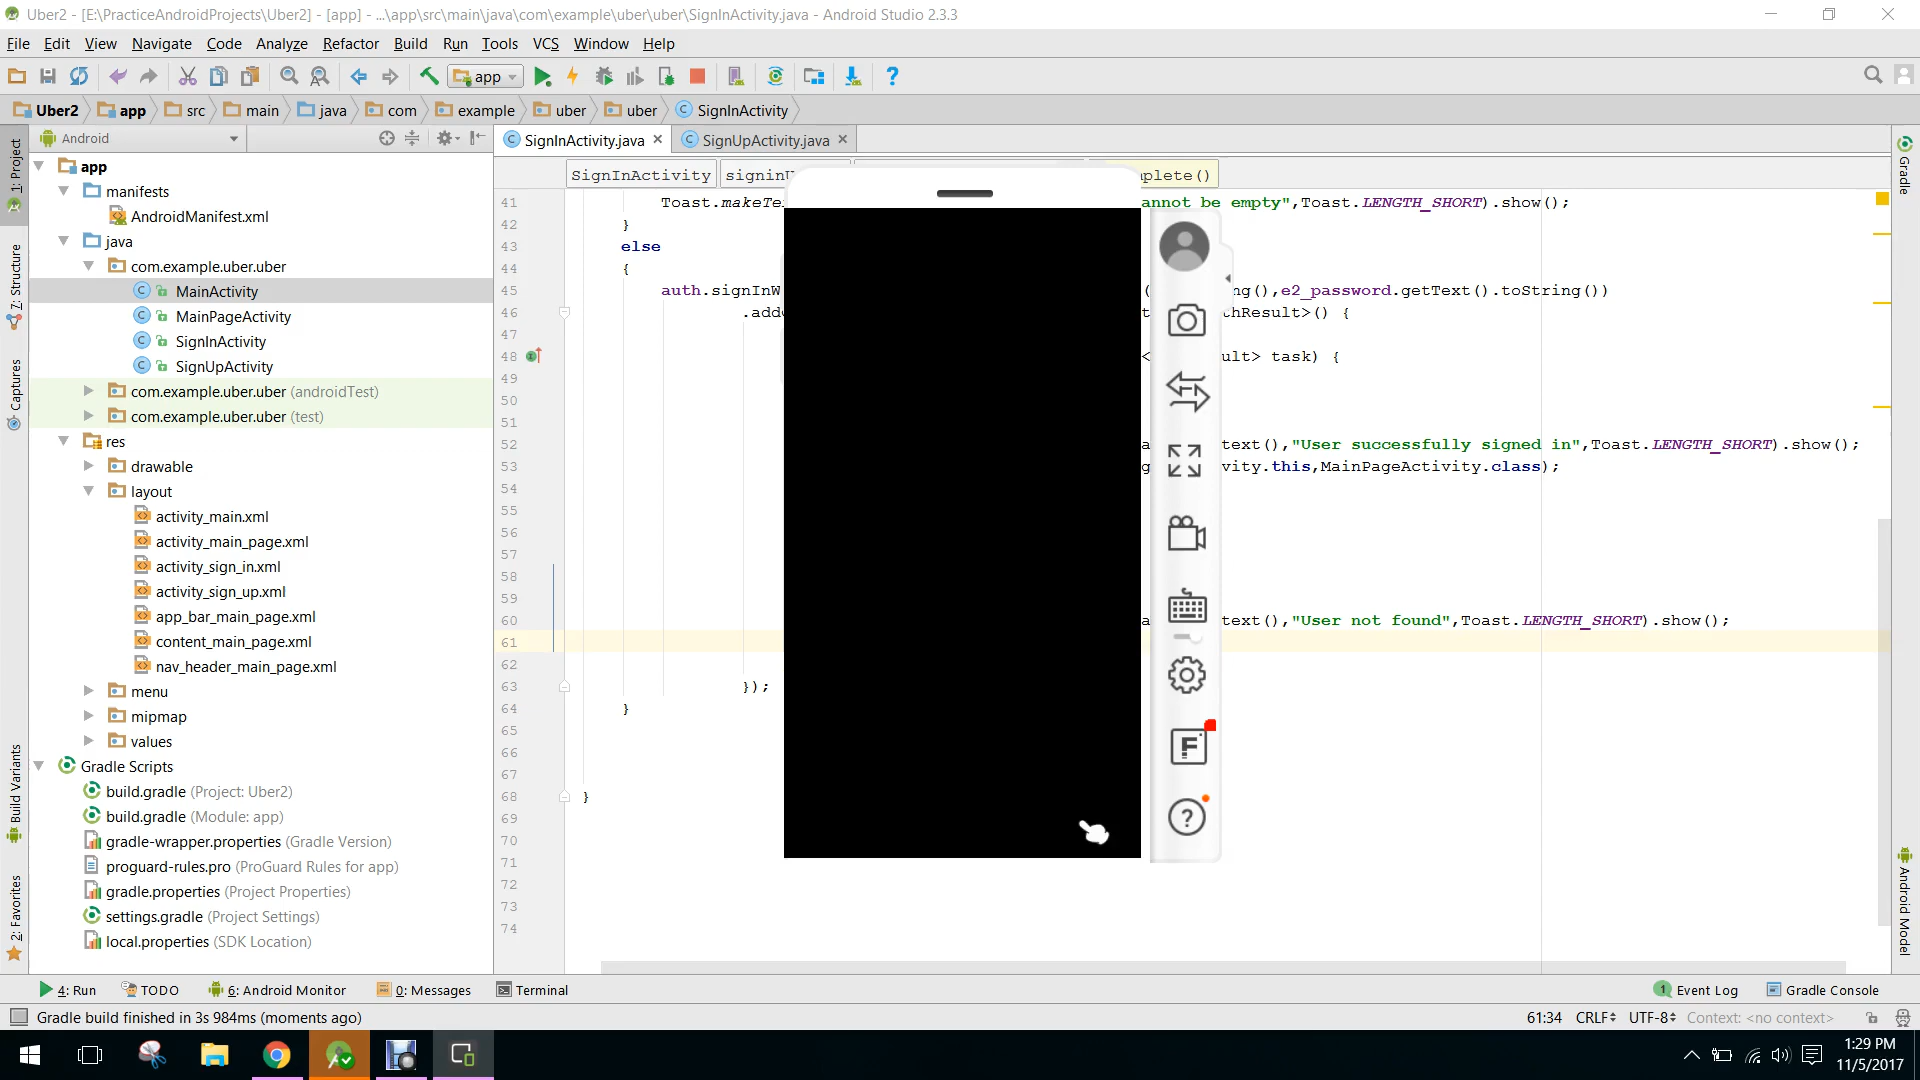 Uber2 - [E:\PracticeAndroidProjects\Uber2] - [app] - ...\app\src\main\java\com\example\uber\uber\SignInActivity.java - Android Studio 2.3.3
File Edit View Navigate Code Analyze Refactor Build Run Tools VCS Window Help
app
Uber2 app src main java com example uber uber SignInActivity
Android
SignInActivity.java SignUpActivity.java
1: Project
7: Structure
Captures
Build Variants
2: Favorites
app
manifests
AndroidManifest.xml
java
com.example.uber.uber
MainActivity
MainPageActivity
SignInActivity
SignUpActivity
com.example.uber.uber (androidTest)
com.example.uber.uber (test)
res
drawable
layout
activity_main.xml
activity_main_page.xml
activity_sign_in.xml
activity_sign_up.xml
app_bar_main_page.xml
content_main_page.xml
nav_header_main_page.xml
menu
mipmap
values
Gradle Scripts
build.gradle (Project: Uber2)
build.gradle (Module: app)
gradle-wrapper.properties (Gradle Version)
proguard-rules.pro (ProGuard Rules for app)
gradle.properties (Project Properties)
settings.gradle (Project Settings)
local.properties (SDK Location)
SignInActivity signin mplete()
41 Toast.makeTe annot be empty",Toast.LENGTH_SHORT).show();
42 }
43 else
44 {
45 auth.signInW ( ng(),e2_password.getText().toString())
46 .add t thResult>() {
47
48 < ult> task) {
49
50
51
52 a text(),"User successfully signed in",Toast.LENGTH_SHORT).show();
53 g vity.this,MainPageActivity.class);
54
55
56
57
58
59
60 a text(),"User not found",Toast.LENGTH_SHORT).show();
61
62
63 });
64 }
65
66
67
68 }
69
70
71
72
73
74
F
?
Gradle
Android Model
4: Run TODO 6: Android Monitor 0: Messages Terminal 1 Event Log Gradle Console
Gradle build finished in 3s 984ms (moments ago) 61:34 CRLF UTF-8 Context: <no context>
1:29 PM
11/5/2017